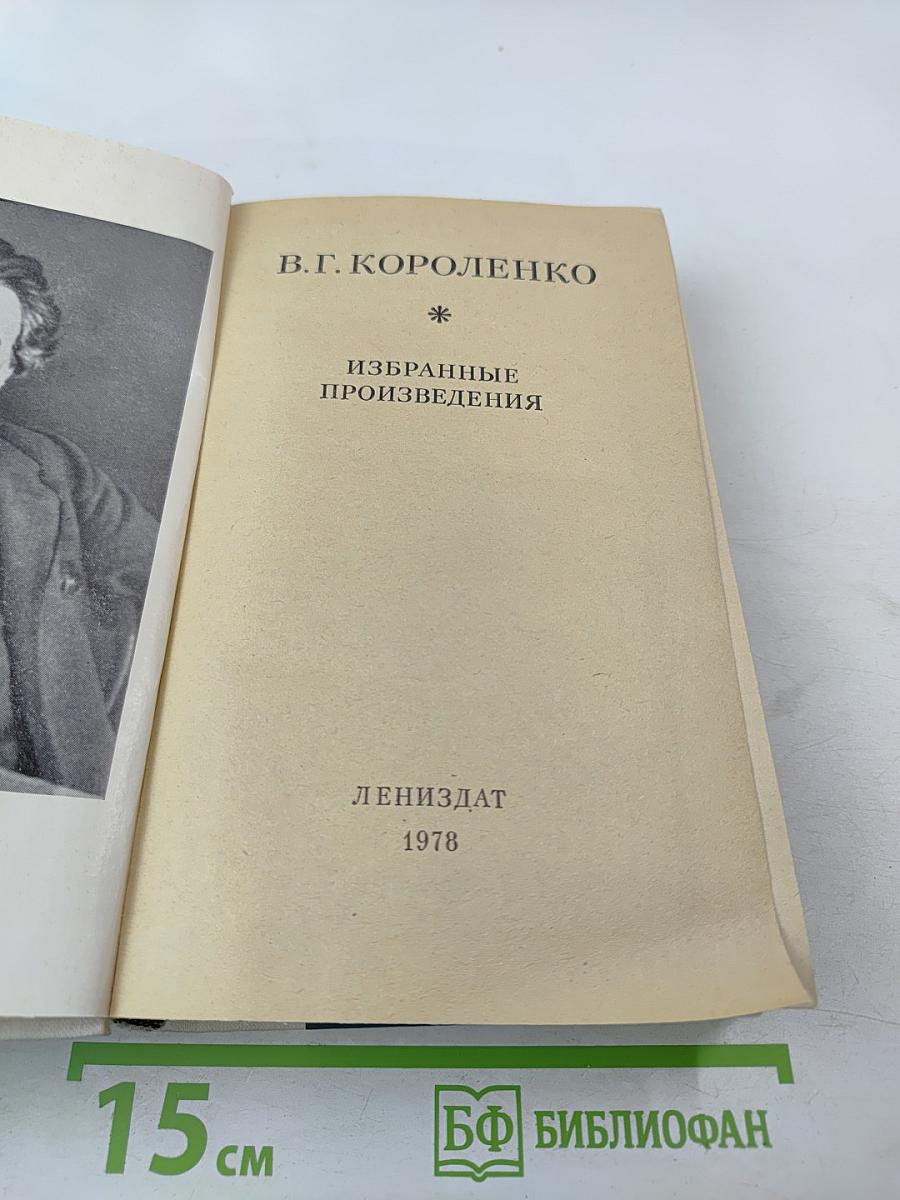 В.Г. КОРОЛЕНКО
*
ИЗБРАННЫЕ
ПРОИЗВЕДЕНИЯ
ЛЕНИЗДАТ
1978
15 см
БФ БИБЛИОФАН